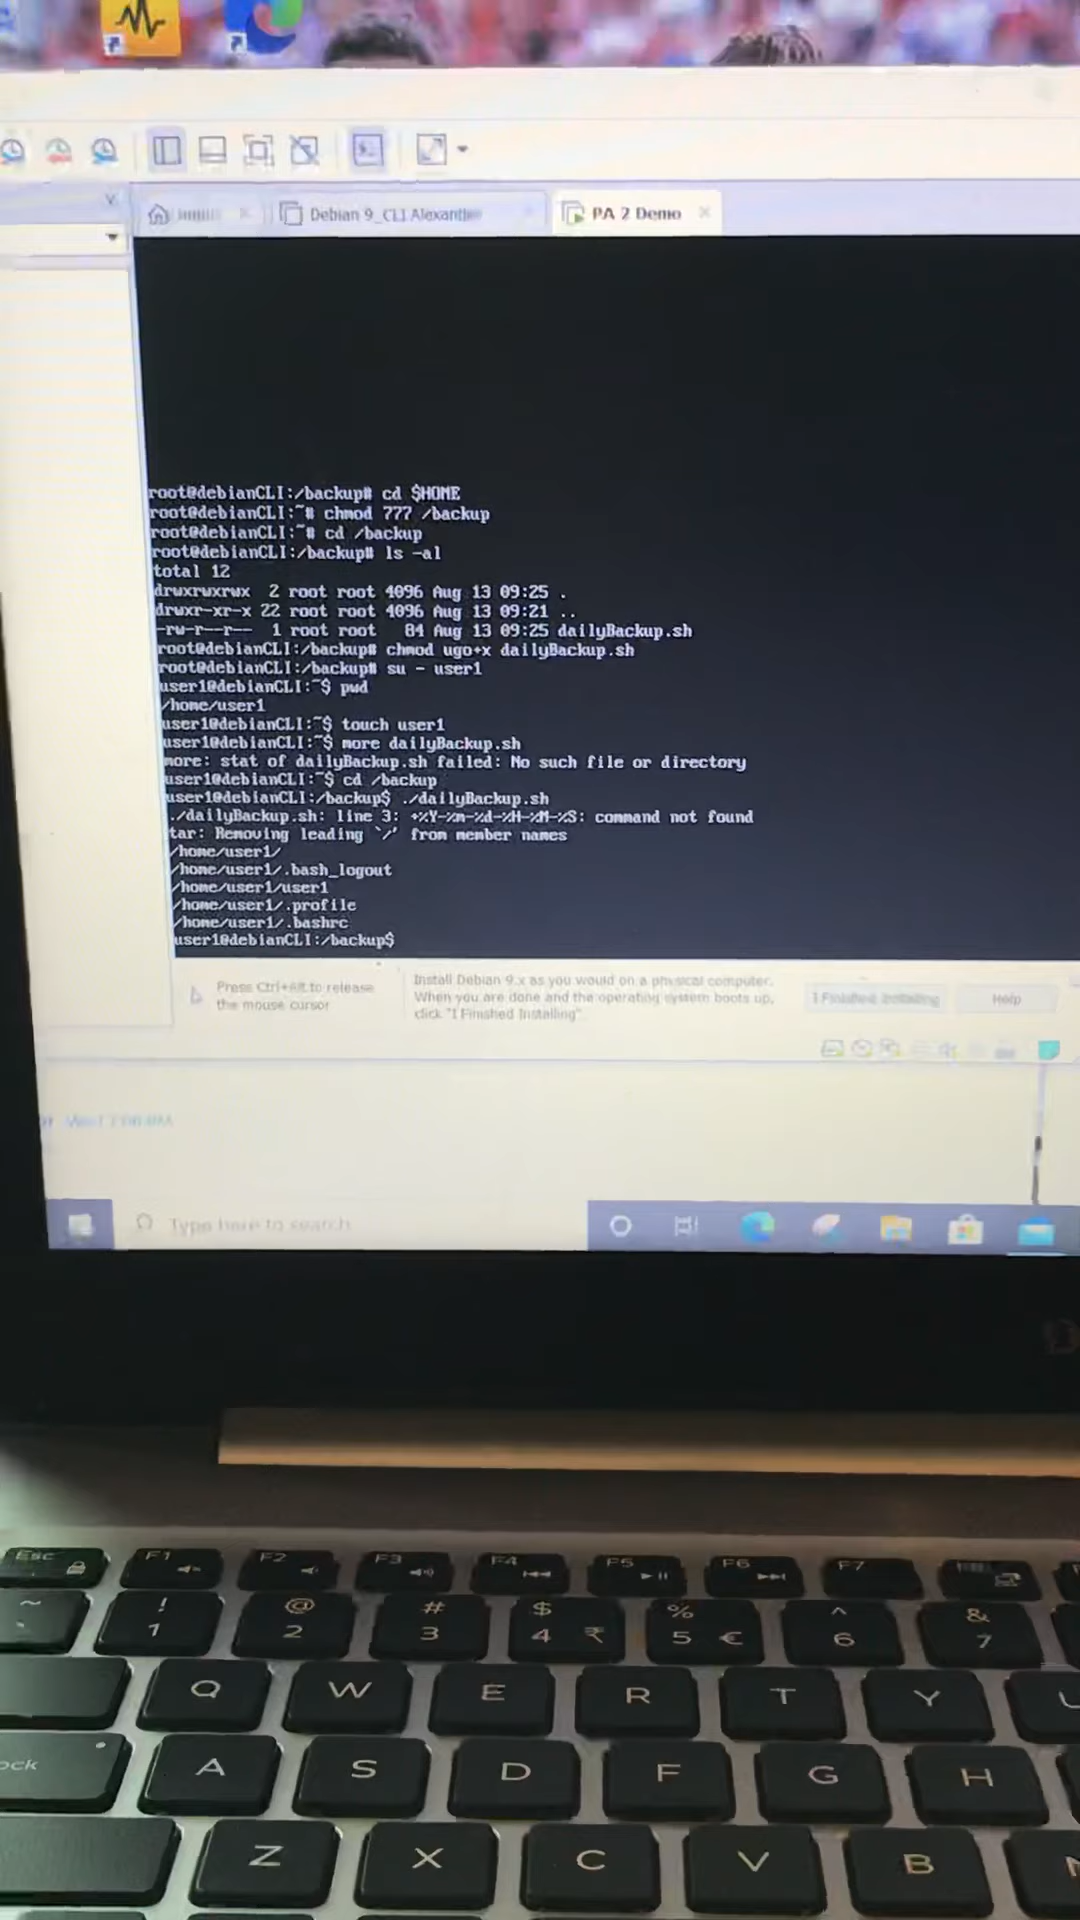 Debian 9_CLI Alexander
PA 2 Demo
root@debianCLI:/backup# cd $HOME
root@debianCLI:~# chmod 777 /backup
root@debianCLI:~# cd /backup
root@debianCLI:/backup# ls -al
total 12
drwxrwxrwx  2 root root 4096 Aug 13 09:25 .
drwxr-xr-x 22 root root 4096 Aug 13 09:21 ..
-rw-r--r--  1 root root   84 Aug 13 09:25 dailyBackup.sh
root@debianCLI:/backup# chmod ugo+x dailyBackup.sh
root@debianCLI:/backup# su - user1
user1@debianCLI:~$ pwd
/home/user1
user1@debianCLI:~$ touch user1
user1@debianCLI:~$ more dailyBackup.sh
more: stat of dailyBackup.sh failed: No such file or directory
user1@debianCLI:~$ cd /backup
user1@debianCLI:/backup$ ./dailyBackup.sh
./dailyBackup.sh: line 3: +%Y-%m-%d-%H-%M-%S: command not found
tar: Removing leading `/' from member names
/home/user1/
/home/user1/.bash_logout
/home/user1/user1
/home/user1/.profile
/home/user1/.bashrc
user1@debianCLI:/backup$
Press Ctrl+Alt to release
the mouse cursor
Install Debian 9.x as you would on a physical computer.
When you are done and the operating system boots up,
click "I Finished Installing".
I Finished Installing
Help
Type here to search
Esc F1 F2 F3 F4 F5 F6 F7
~ ! @ # $ % ^ &
` 1 2 3 4 ₹ 5 € 6 7
Q W E R T Y U
ock A S D F G H
Z X C V B